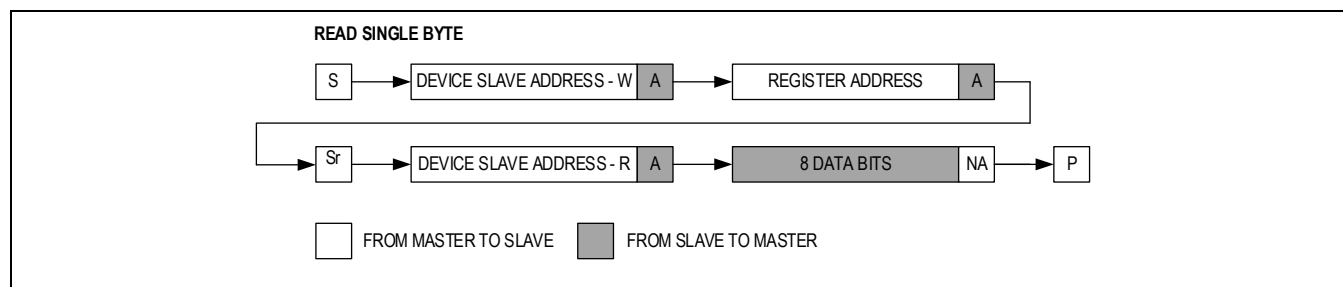 READ SINGLE BYTE
S DEVICE SLAVE ADDRESS - W A REGISTER ADDRESS A
Sr DEVICE SLAVE ADDRESS - R A 8 DATA BITS NA P
FROM MASTER TO SLAVE FROM SLAVE TO MASTER